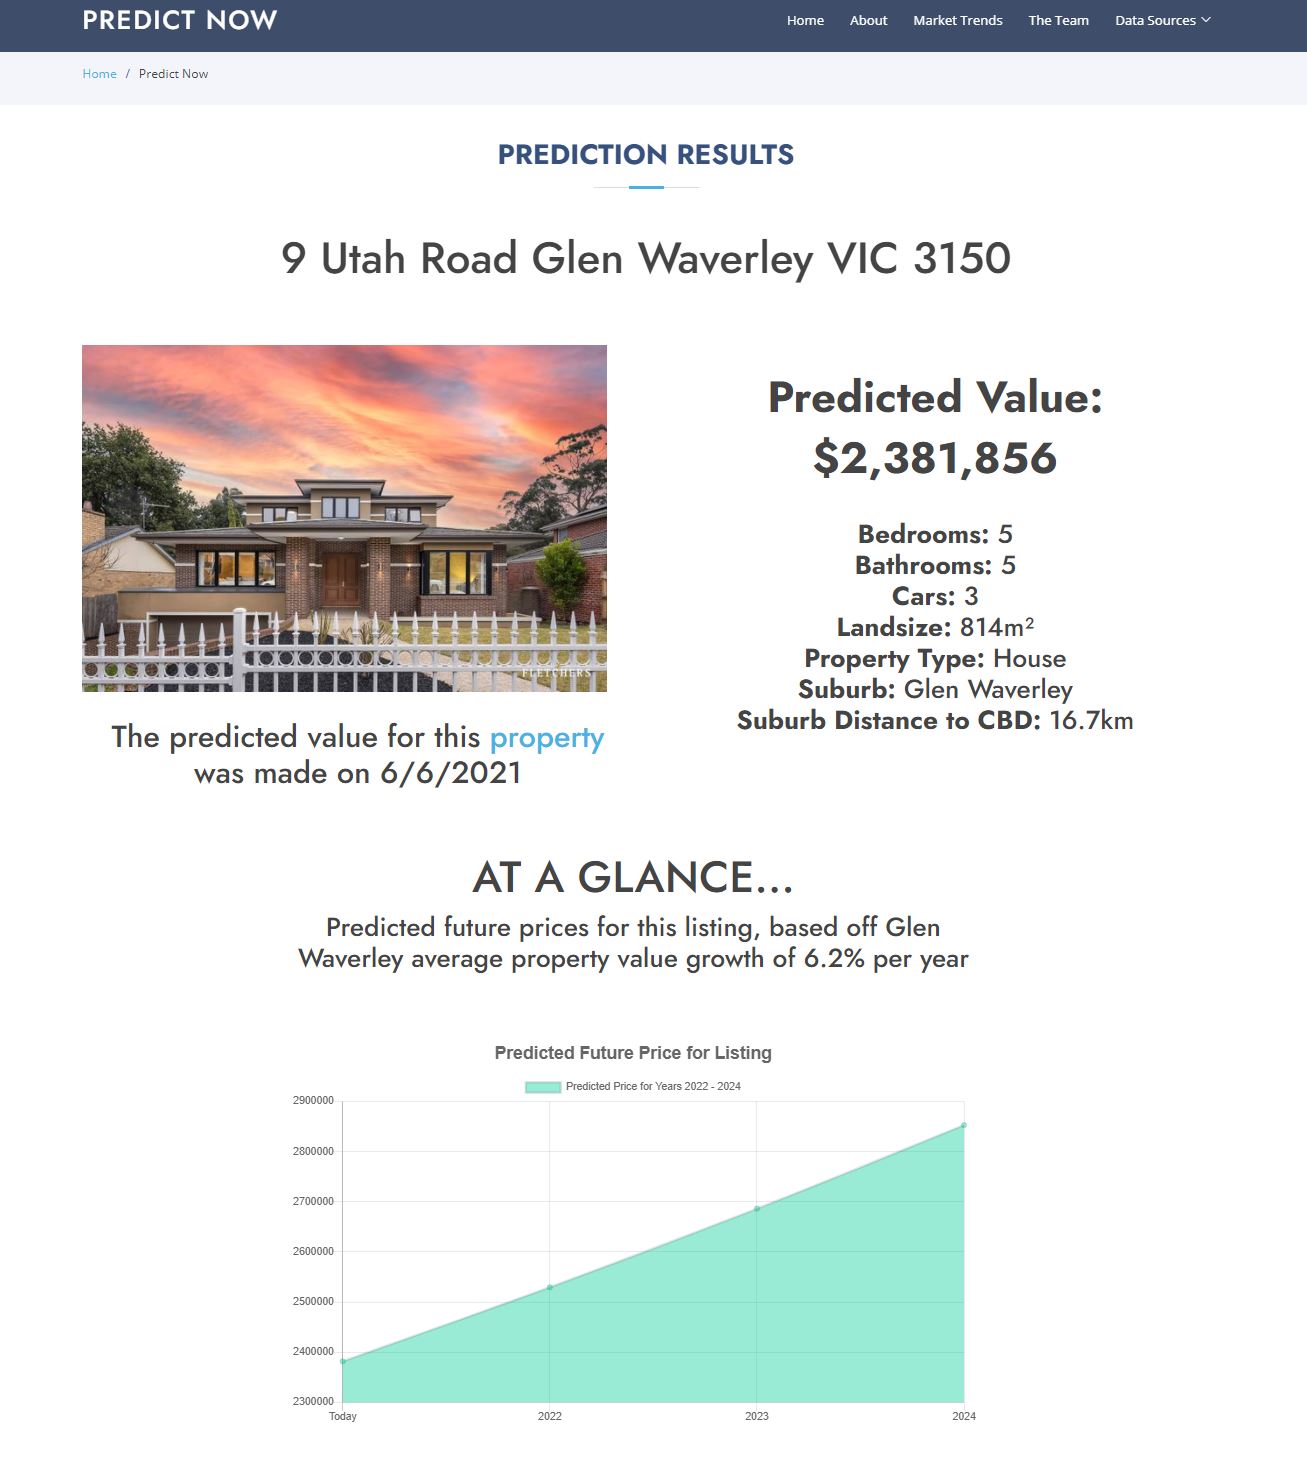 PREDICT NOW
Home About Market Trends The Team Data Sources
Home / Predict Now
PREDICTION RESULTS
9 Utah Road Glen Waverley VIC 3150
FLETCHERS
The predicted value for this property
was made on 6/6/2021
Predicted Value:
$2,381,856
Bedrooms: 5
Bathrooms: 5
Cars: 3
Landsize: 814m²
Property Type: House
Suburb: Glen Waverley
Suburb Distance to CBD: 16.7km
AT A GLANCE...
Predicted future prices for this listing, based off Glen
Waverley average property value growth of 6.2% per year
Predicted Future Price for Listing
Predicted Price for Years 2022 - 2024
2900000
2800000
2700000
2600000
2500000
2400000
2300000
Today 2022 2023 2024